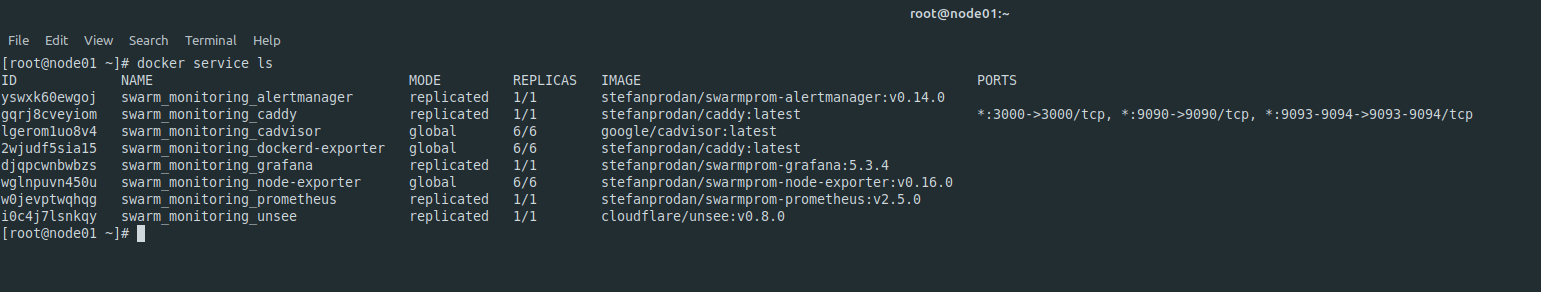 root@node01:~
File Edit View Search Terminal Help
[root@node01 ~]# docker service ls
ID NAME MODE REPLICAS IMAGE PORTS
yswxk60ewgoj swarm_monitoring_alertmanager replicated 1/1 stefanprodan/swarmprom-alertmanager:v0.14.0
gqrj8cveyiom swarm_monitoring_caddy replicated 1/1 stefanprodan/caddy:latest *:3000->3000/tcp, *:9090->9090/tcp, *:9093-9094->9093-9094/tcp
lgerom1uo8v4 swarm_monitoring_cadvisor global 6/6 google/cadvisor:latest
2wjudf5sia15 swarm_monitoring_dockerd-exporter global 6/6 stefanprodan/caddy:latest
djqpcwnbwbzs swarm_monitoring_grafana replicated 1/1 stefanprodan/swarmprom-grafana:5.3.4
wglnpuvn450u swarm_monitoring_node-exporter global 6/6 stefanprodan/swarmprom-node-exporter:v0.16.0
w0jevptwqhqg swarm_monitoring_prometheus replicated 1/1 stefanprodan/swarmprom-prometheus:v2.5.0
i0c4j7lsnkqy swarm_monitoring_unsee replicated 1/1 cloudflare/unsee:v0.8.0
[root@node01 ~]#